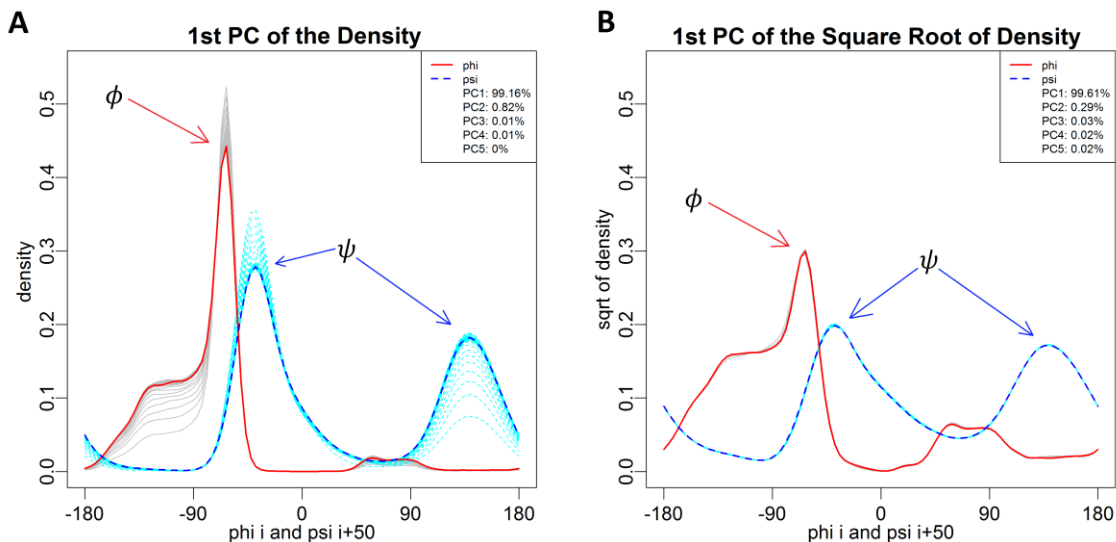 A
1st PC of the Density
phi
psi
PC1: 99.16%
PC2: 0.82%
PC3: 0.01%
PC4: 0.01%
PC5: 0%
ϕ
ψ
density
0.5
0.4
0.3
0.2
0.1
0.0
-180 -90 0 90 180
phi i and psi i+50
B
1st PC of the Square Root of Density
phi
psi
PC1: 99.61%
PC2: 0.29%
PC3: 0.03%
PC4: 0.02%
PC5: 0.02%
ϕ
ψ
sqrt of density
0.5
0.4
0.3
0.2
0.1
0.0
-180 -90 0 90 180
phi i and psi i+50